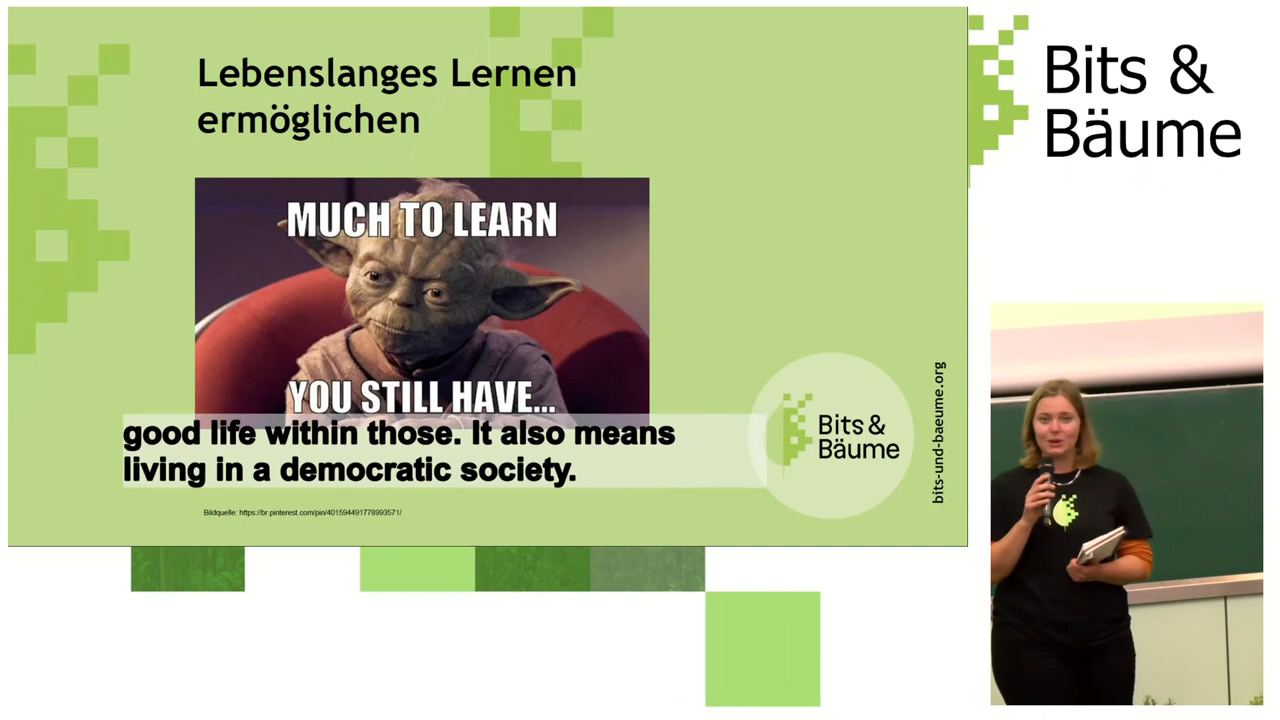 Lebenslanges Lernen
ermöglichen
MUCH TO LEARN
YOU STILL HAVE...
good life within those. It also means
living in a democratic society.
Bildquelle: https://br.pinterest.com/pin/401594491778993571/
Bits &
Bäume
bits-und-baeume.org
Bits &
Bäume